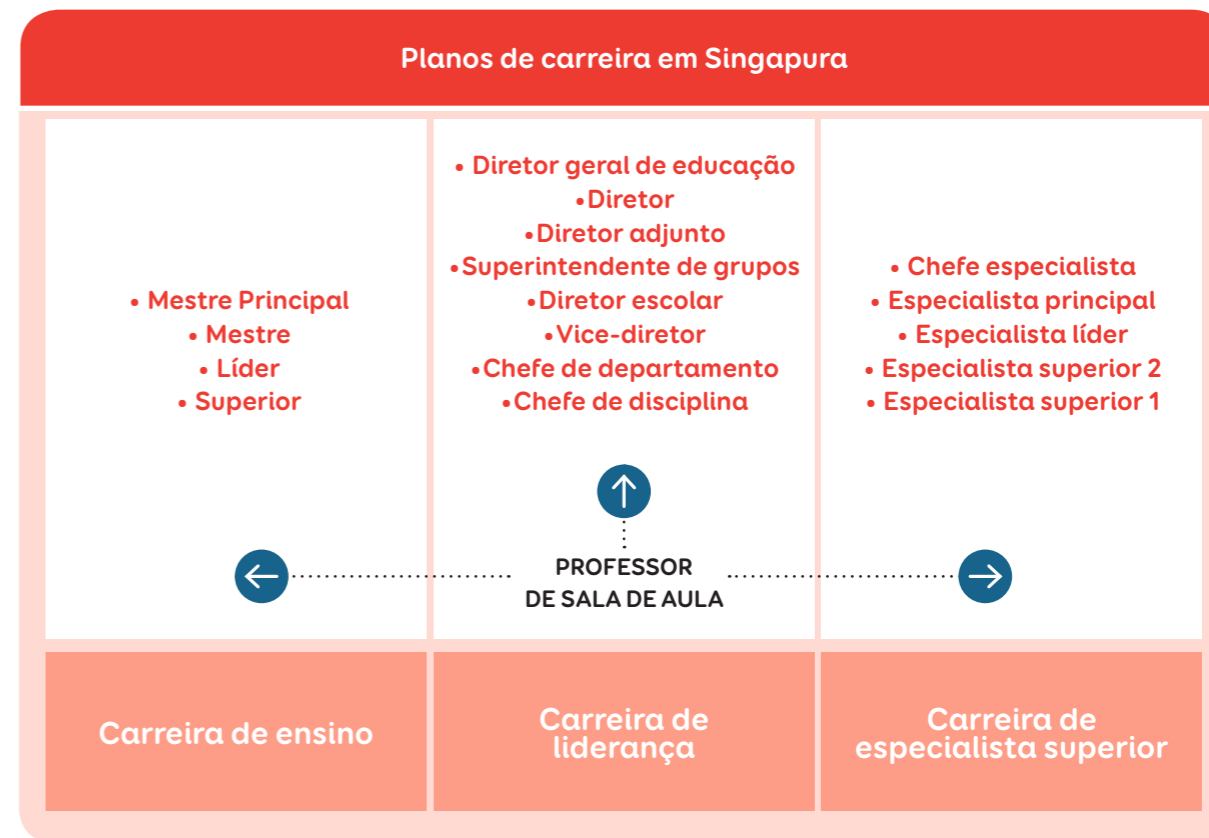 Planos de carreira em Singapura
• Mestre Principal
• Mestre
• Líder
• Superior
• Diretor geral de educação
•Diretor
•Diretor adjunto
•Superintendente de grupos
•Diretor escolar
•Vice-diretor
•Chefe de departamento
•Chefe de disciplina
• Chefe especialista
• Especialista principal
• Especialista líder
• Especialista superior 2
• Especialista superior 1
PROFESSOR
DE SALA DE AULA
Carreira de ensino
Carreira de
liderança
Carreira de
especialista superior